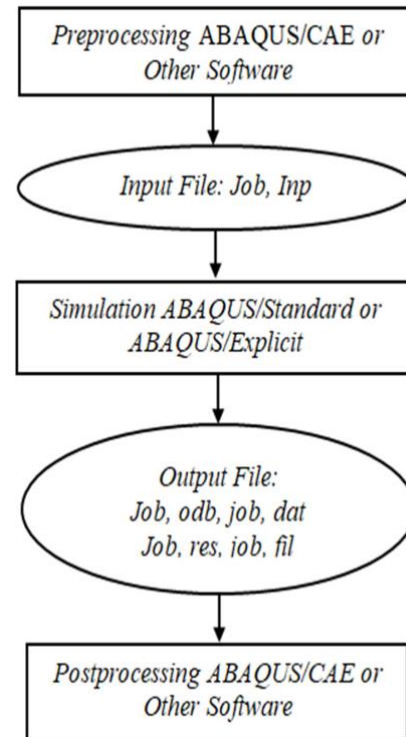 Preprocessing ABAQUS/CAE or
Other Software
Input File: Job, Inp
Simulation ABAQUS/Standard or
ABAQUS/Explicit
Output File:
Job, odb, job, dat
Job, res, iob, fil
Postprocessing ABAQUS/CAE or
Other Software